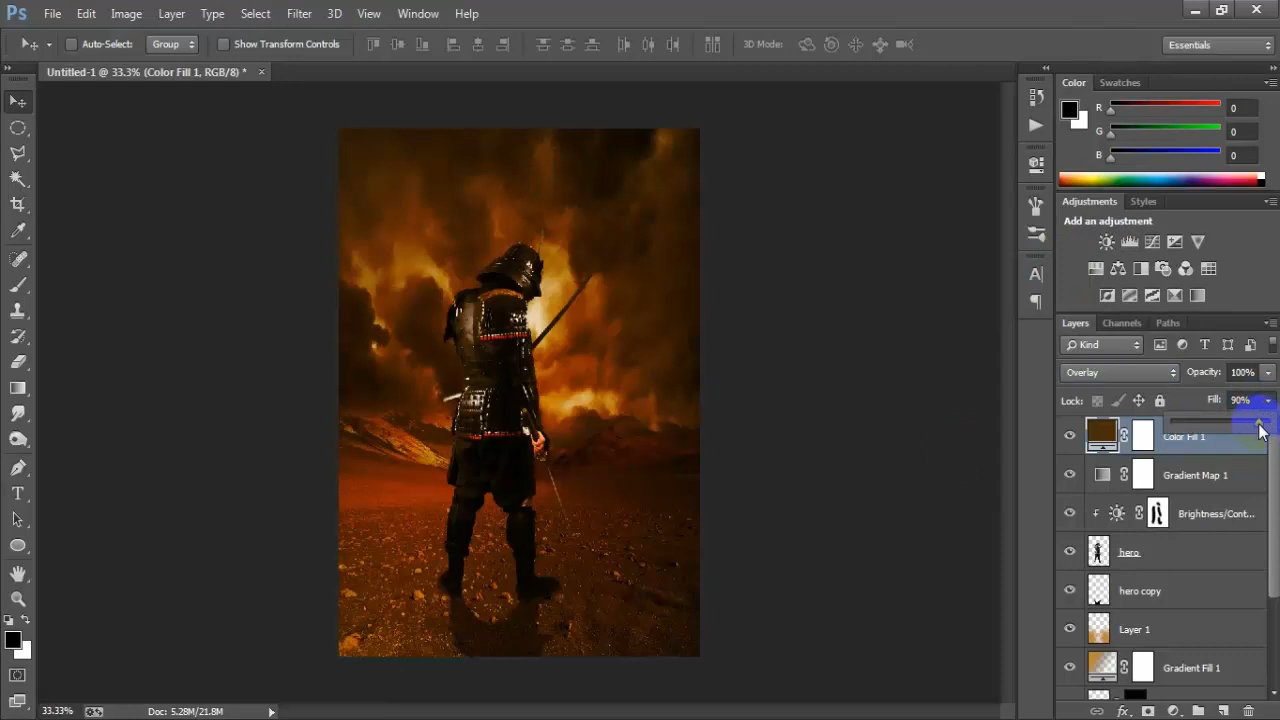 Ps File Edit Image Layer Type Select Filter 3D View Window Help
Auto-Select: Group Show Transform Controls 3D Mode: Essentials
Untitled-1 @ 33.3% (Color Fill 1, RGB/8) * ×
Color Swatches
R 0
G 0
B 0
Adjustments Styles
Add an adjustment
Layers Channels Paths
Kind T
Overlay Opacity: 100%
Lock: Fill: 90%
Color Fill 1
Gradient Map 1
Brightness/Cont...
hero
hero copy
Layer 1
Gradient Fill 1
33.33% Doc: 5.28M/21.8M fx